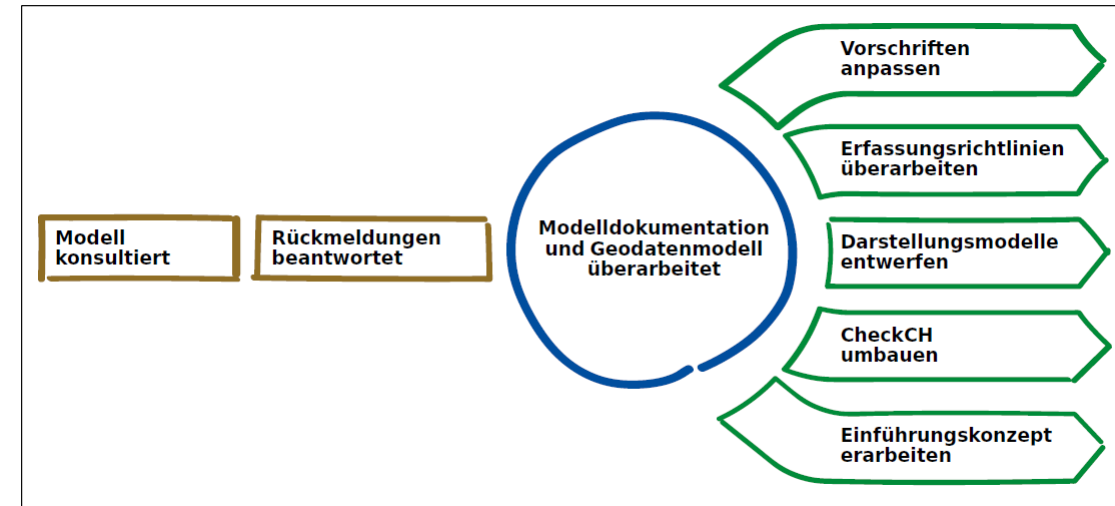 Modell
konsultiert
Rückmeldungen
beantwortet
Modelldokumentation
und Geodatenmodell
überarbeitet
Vorschriften
anpassen
Erfassungsrichtlinien
überarbeiten
Darstellungsmodelle
entwerfen
CheckCH
umbauen
Einführungskonzept
erarbeiten